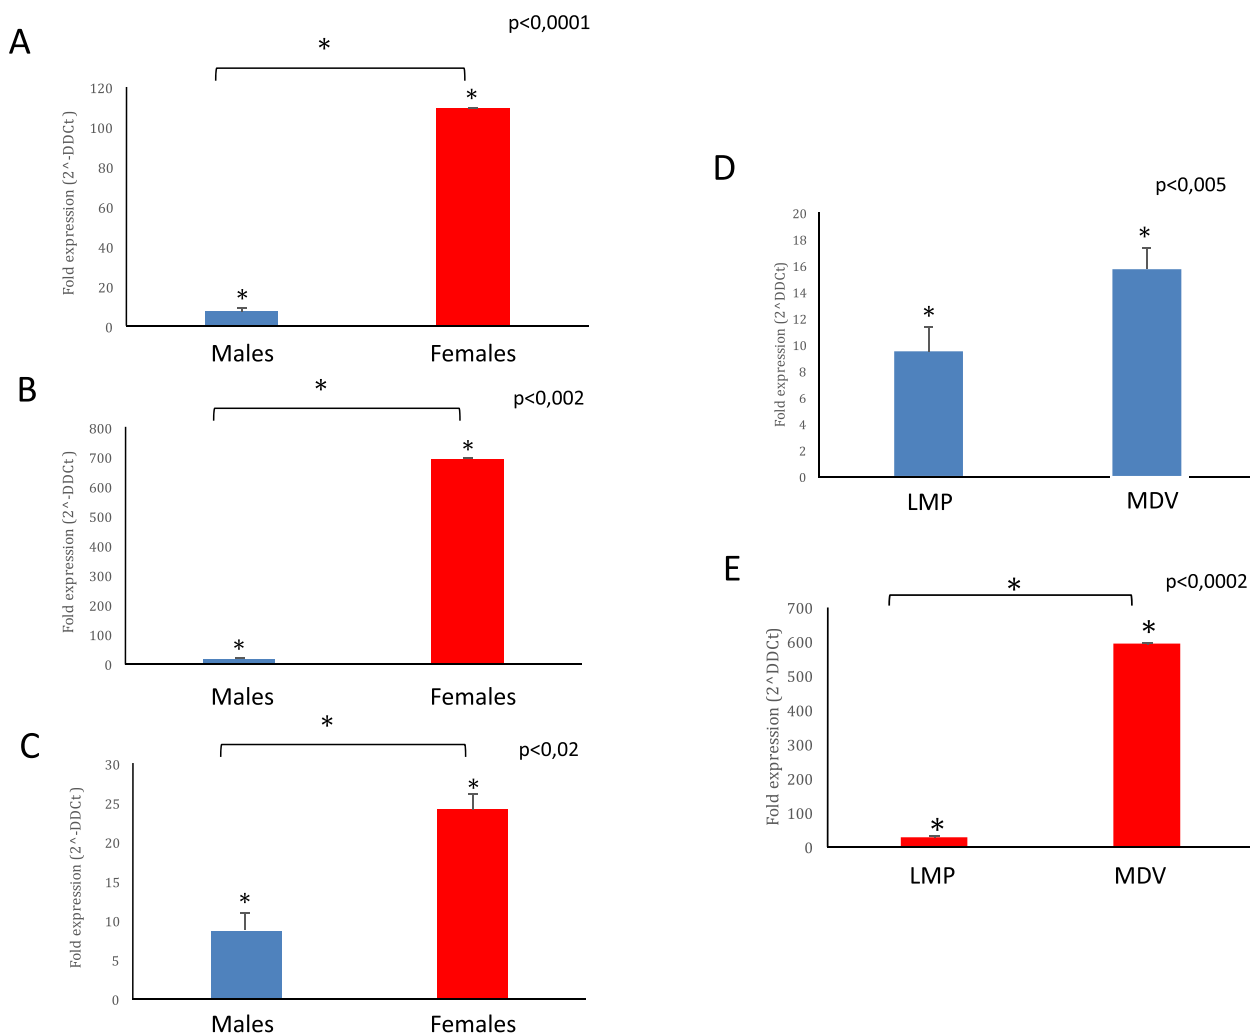 A
p<0,0001
*
*
*
Fold expression (2^-DDCt)
120
100
80
60
40
20
0
Males
Females
B
p<0,002
*
*
*
Fold expression (2^-DDCt)
800
700
600
500
400
300
200
100
0
Males
Females
C
p<0,02
*
*
*
Fold expression (2^-DDCt)
30
25
20
15
10
5
0
Males
Females
D
p<0,005
*
*
Fold expression (2^DDCt)
20
18
16
14
12
10
8
6
4
2
0
LMP
MDV
E
p<0,0002
*
*
*
Fold expression (2^DDCt)
700
600
500
400
300
200
100
0
LMP
MDV